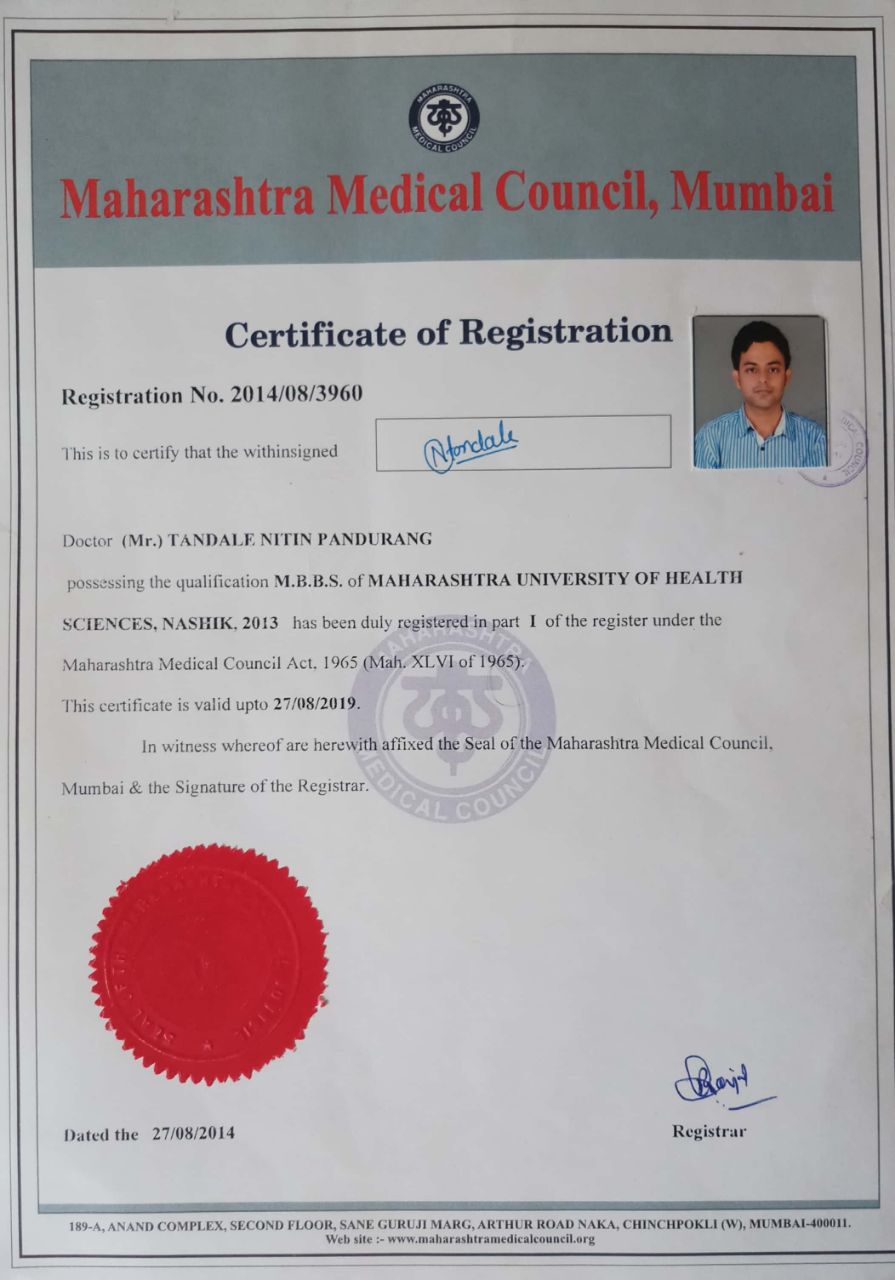 MAHARASHTRA MEDICAL COUNCIL
Maharashtra Medical Council, Mumbai
Certificate of Registration
Registration No. 2014/08/3960
This is to certify that the withinsigned
Ntandale
Doctor (Mr.) TANDALE NITIN PANDURANG
possessing the qualification M.B.B.S. of MAHARASHTRA UNIVERSITY OF HEALTH
SCIENCES, NASHIK, 2013 has been duly registered in part I of the register under the
Maharashtra Medical Council Act, 1965 (Mah. XLVI of 1965).
This certificate is valid upto 27/08/2019.
In witness whereof are herewith affixed the Seal of the Maharashtra Medical Council,
Mumbai & the Signature of the Registrar.
MAHARASHTRA MEDICAL COUNCIL
Dated the 27/08/2014
Registrar
189-A, ANAND COMPLEX, SECOND FLOOR, SANE GURUJI MARG, ARTHUR ROAD NAKA, CHINCHPOKLI (W), MUMBAI-400011.
Web site :- www.maharashtramedicalcouncil.org